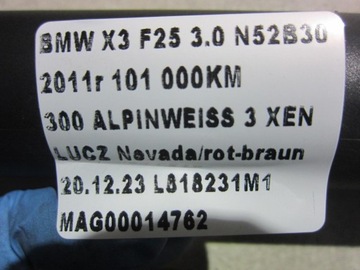 BMW X3 F25 3.0 N52B30
2011r 101 000KM
300 ALPINWEISS 3 XEN
LUCZ Nevada/rot-braun
20.12.23 L818231M1
MAG00014762